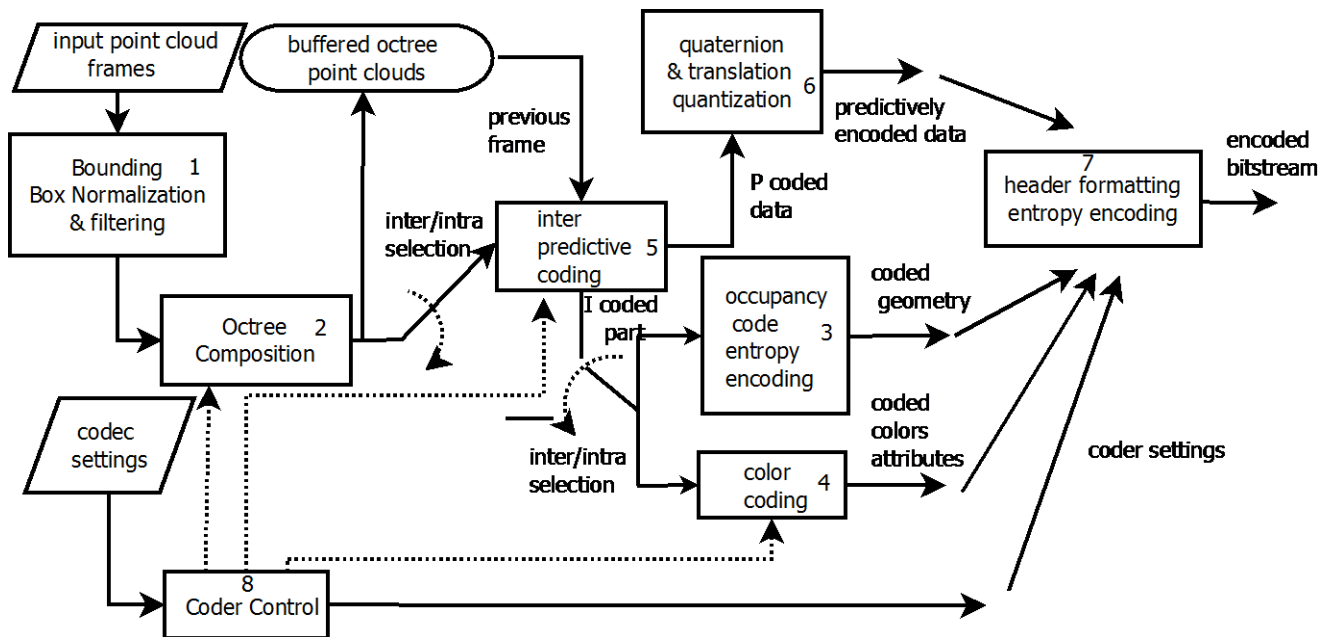 input point cloud
frames
buffered octree
point clouds
quaternion
& translation
quantization
6
predictively
encoded data
previous
frame
Bounding 1
Box Normalization
& filtering
7
header formatting
entropy encoding
encoded
bitstream
P coded
data
inter/intra
selection
inter
predictive 5
coding
I coded
part
occupancy
code 3
entropy
encoding
coded
geometry
Octree 2
Composition
codec
settings
inter/intra
selection
color 4
coding
coded
colors
attributes
coder settings
8
Coder Control